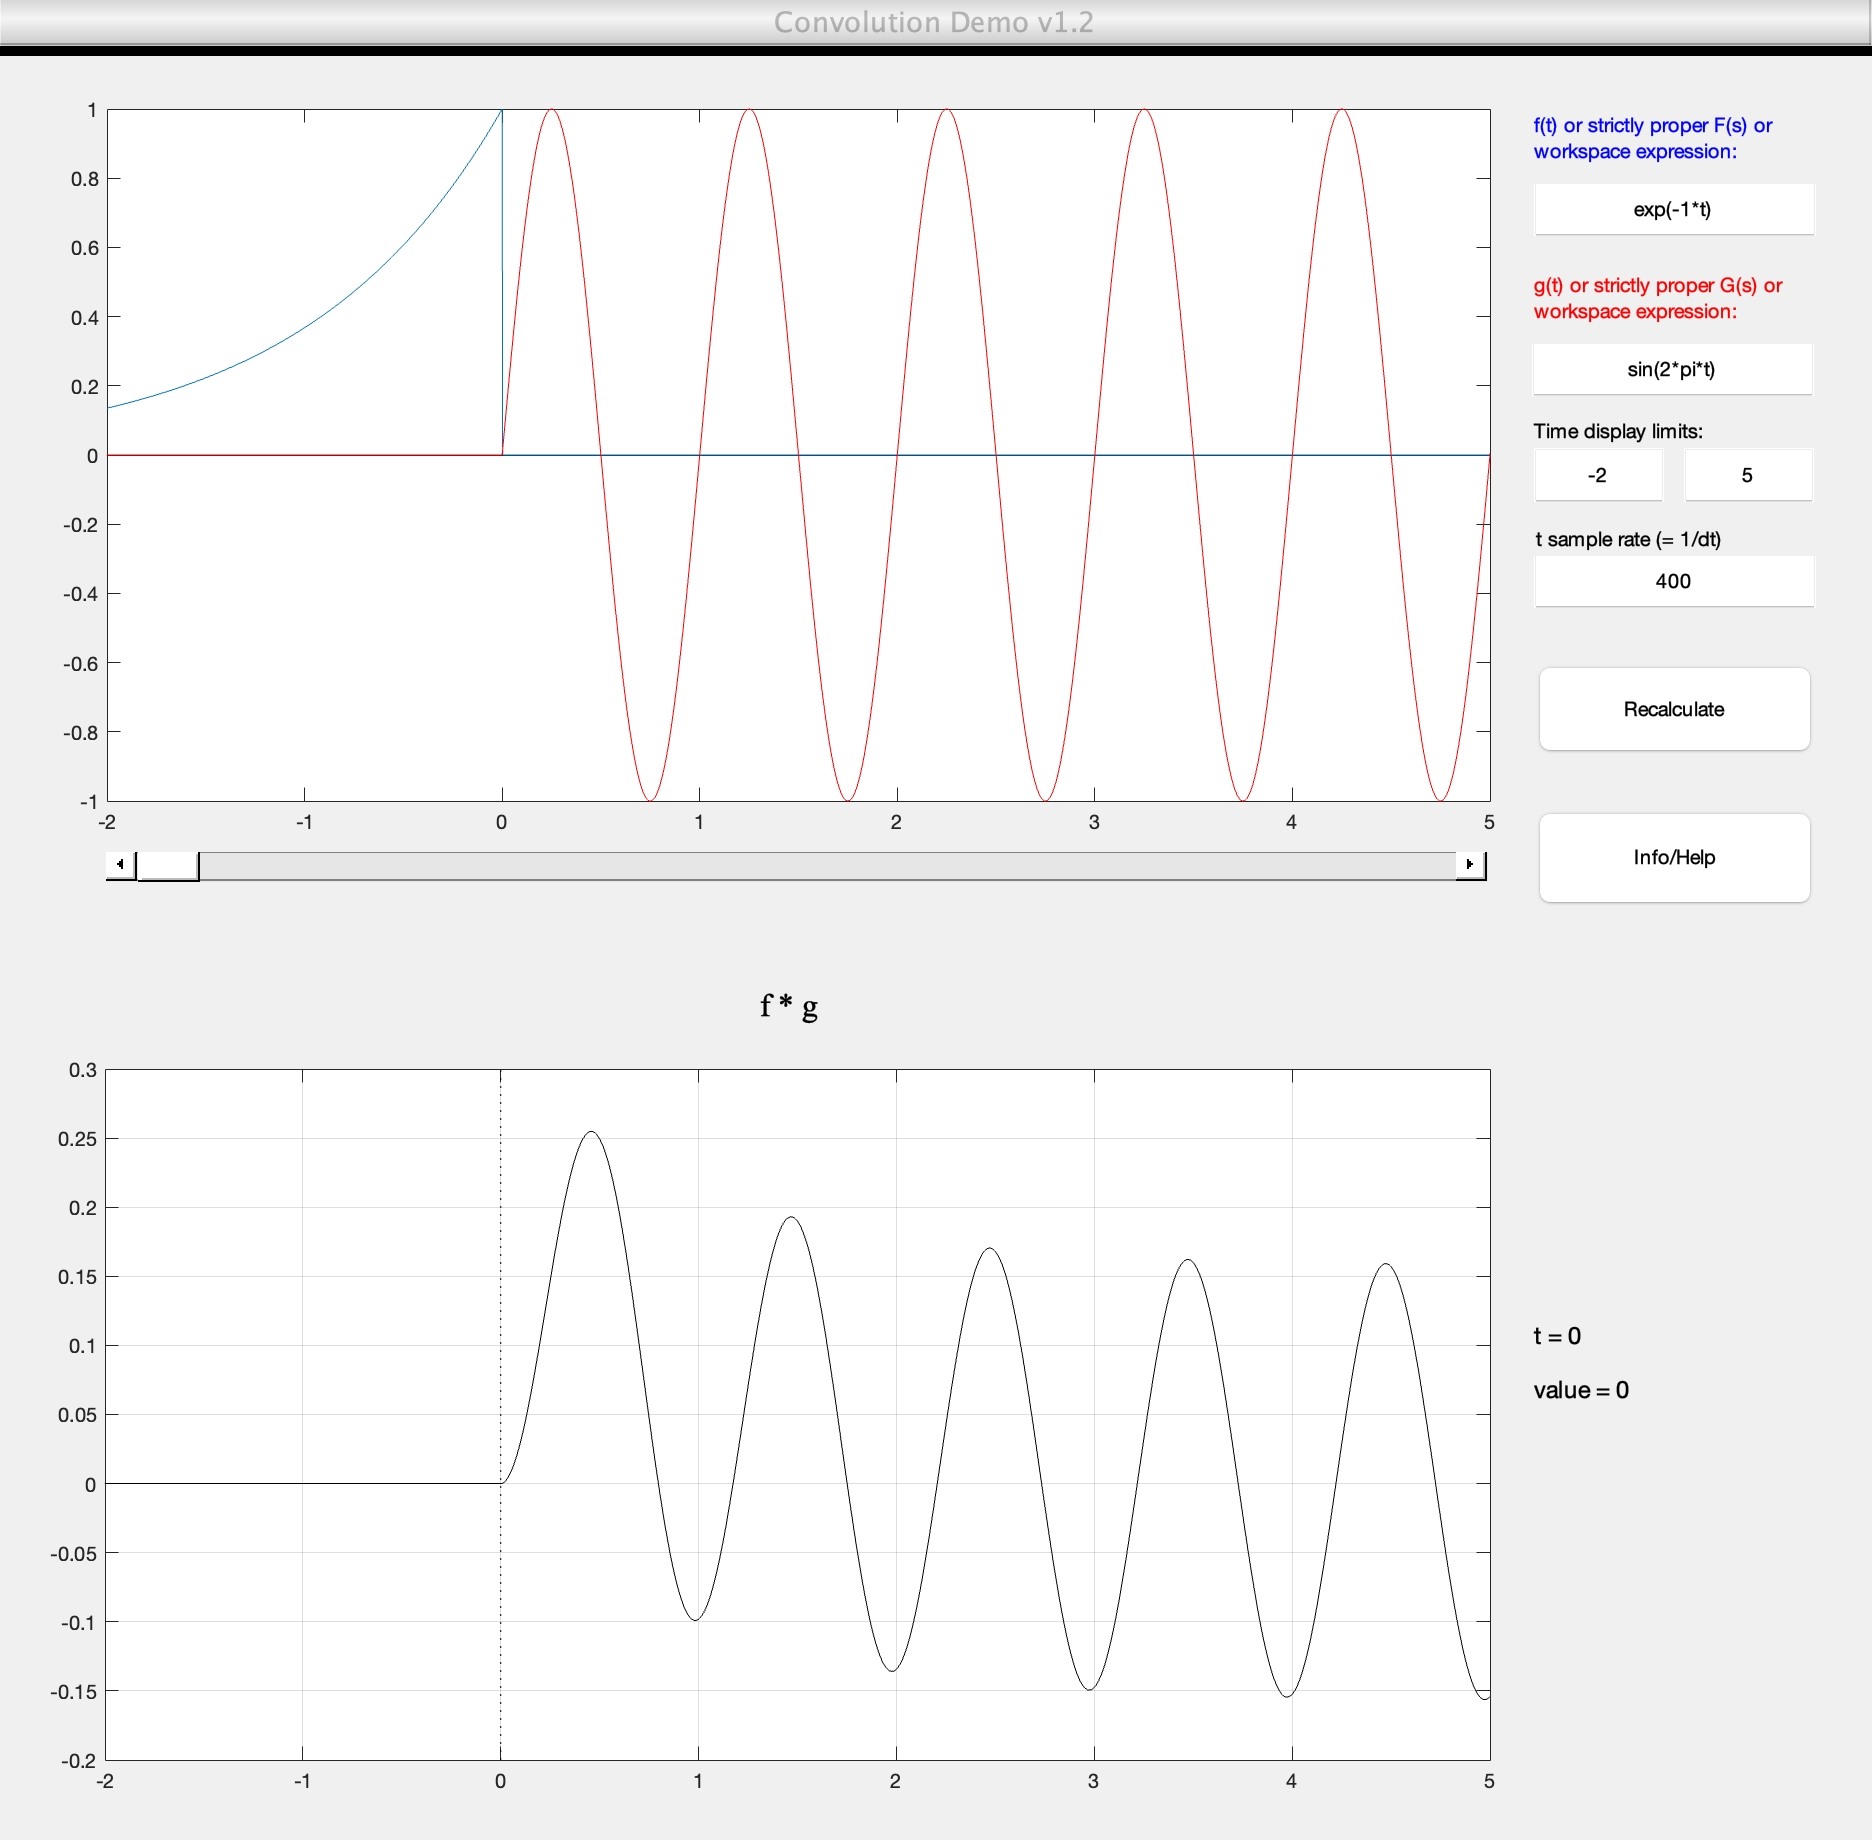 Convolution Demo v1.2
1
0.8
0.6
0.4
0.2
0
-0.2
-0.4
-0.6
-0.8
-1
-2 -1 0 1 2 3 4 5
f(t) or strictly proper F(s) or
workspace expression:
exp(-1*t)
g(t) or strictly proper G(s) or
workspace expression:
sin(2*pi*t)
Time display limits:
-2 5
t sample rate (= 1/dt)
400
Recalculate
Info/Help
f * g
0.3
0.25
0.2
0.15
0.1
0.05
0
-0.05
-0.1
-0.15
-0.2
-2 -1 0 1 2 3 4 5
t = 0
value = 0